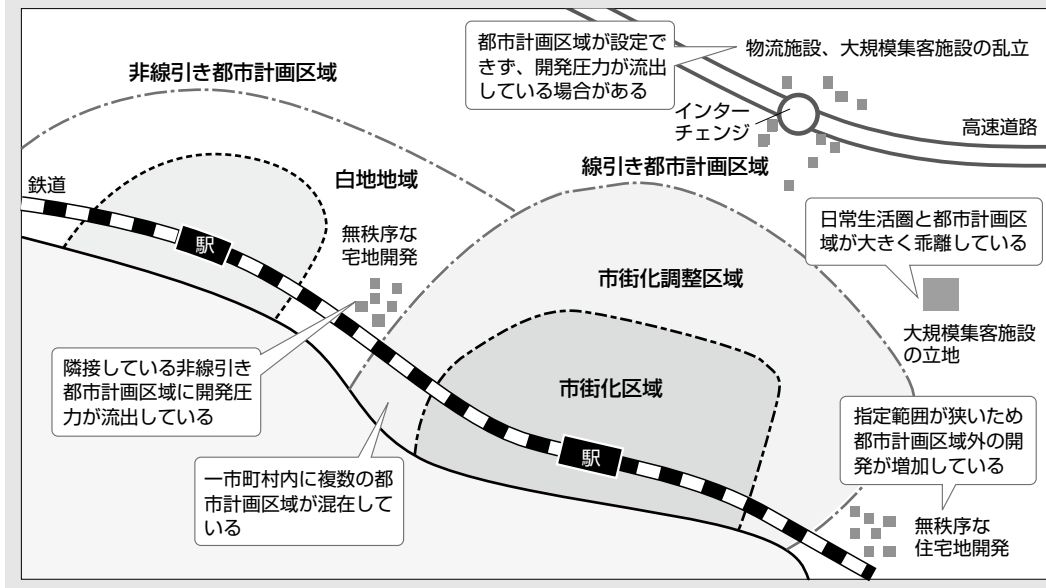 都市計画区域が設定で
きず、開発圧力が流出
している場合がある
物流施設、大規模集客施設の乱立
非線引き都市計画区域
インター
チェンジ
高速道路
線引き都市計画区域
白地地域
鉄道
駅
無秩序な
宅地開発
日常生活圏と都市計画区
域が大きく乖離している
市街化調整区域
大規模集客施設
の立地
隣接している非線引き
都市計画区域に開発圧
力が流出している
市街化区域
指定範囲が狭いため
都市計画区域外の開
発が増加している
駅
一市町村内に複数の都
市計画区域が混在して
いる
無秩序な
住宅地開発